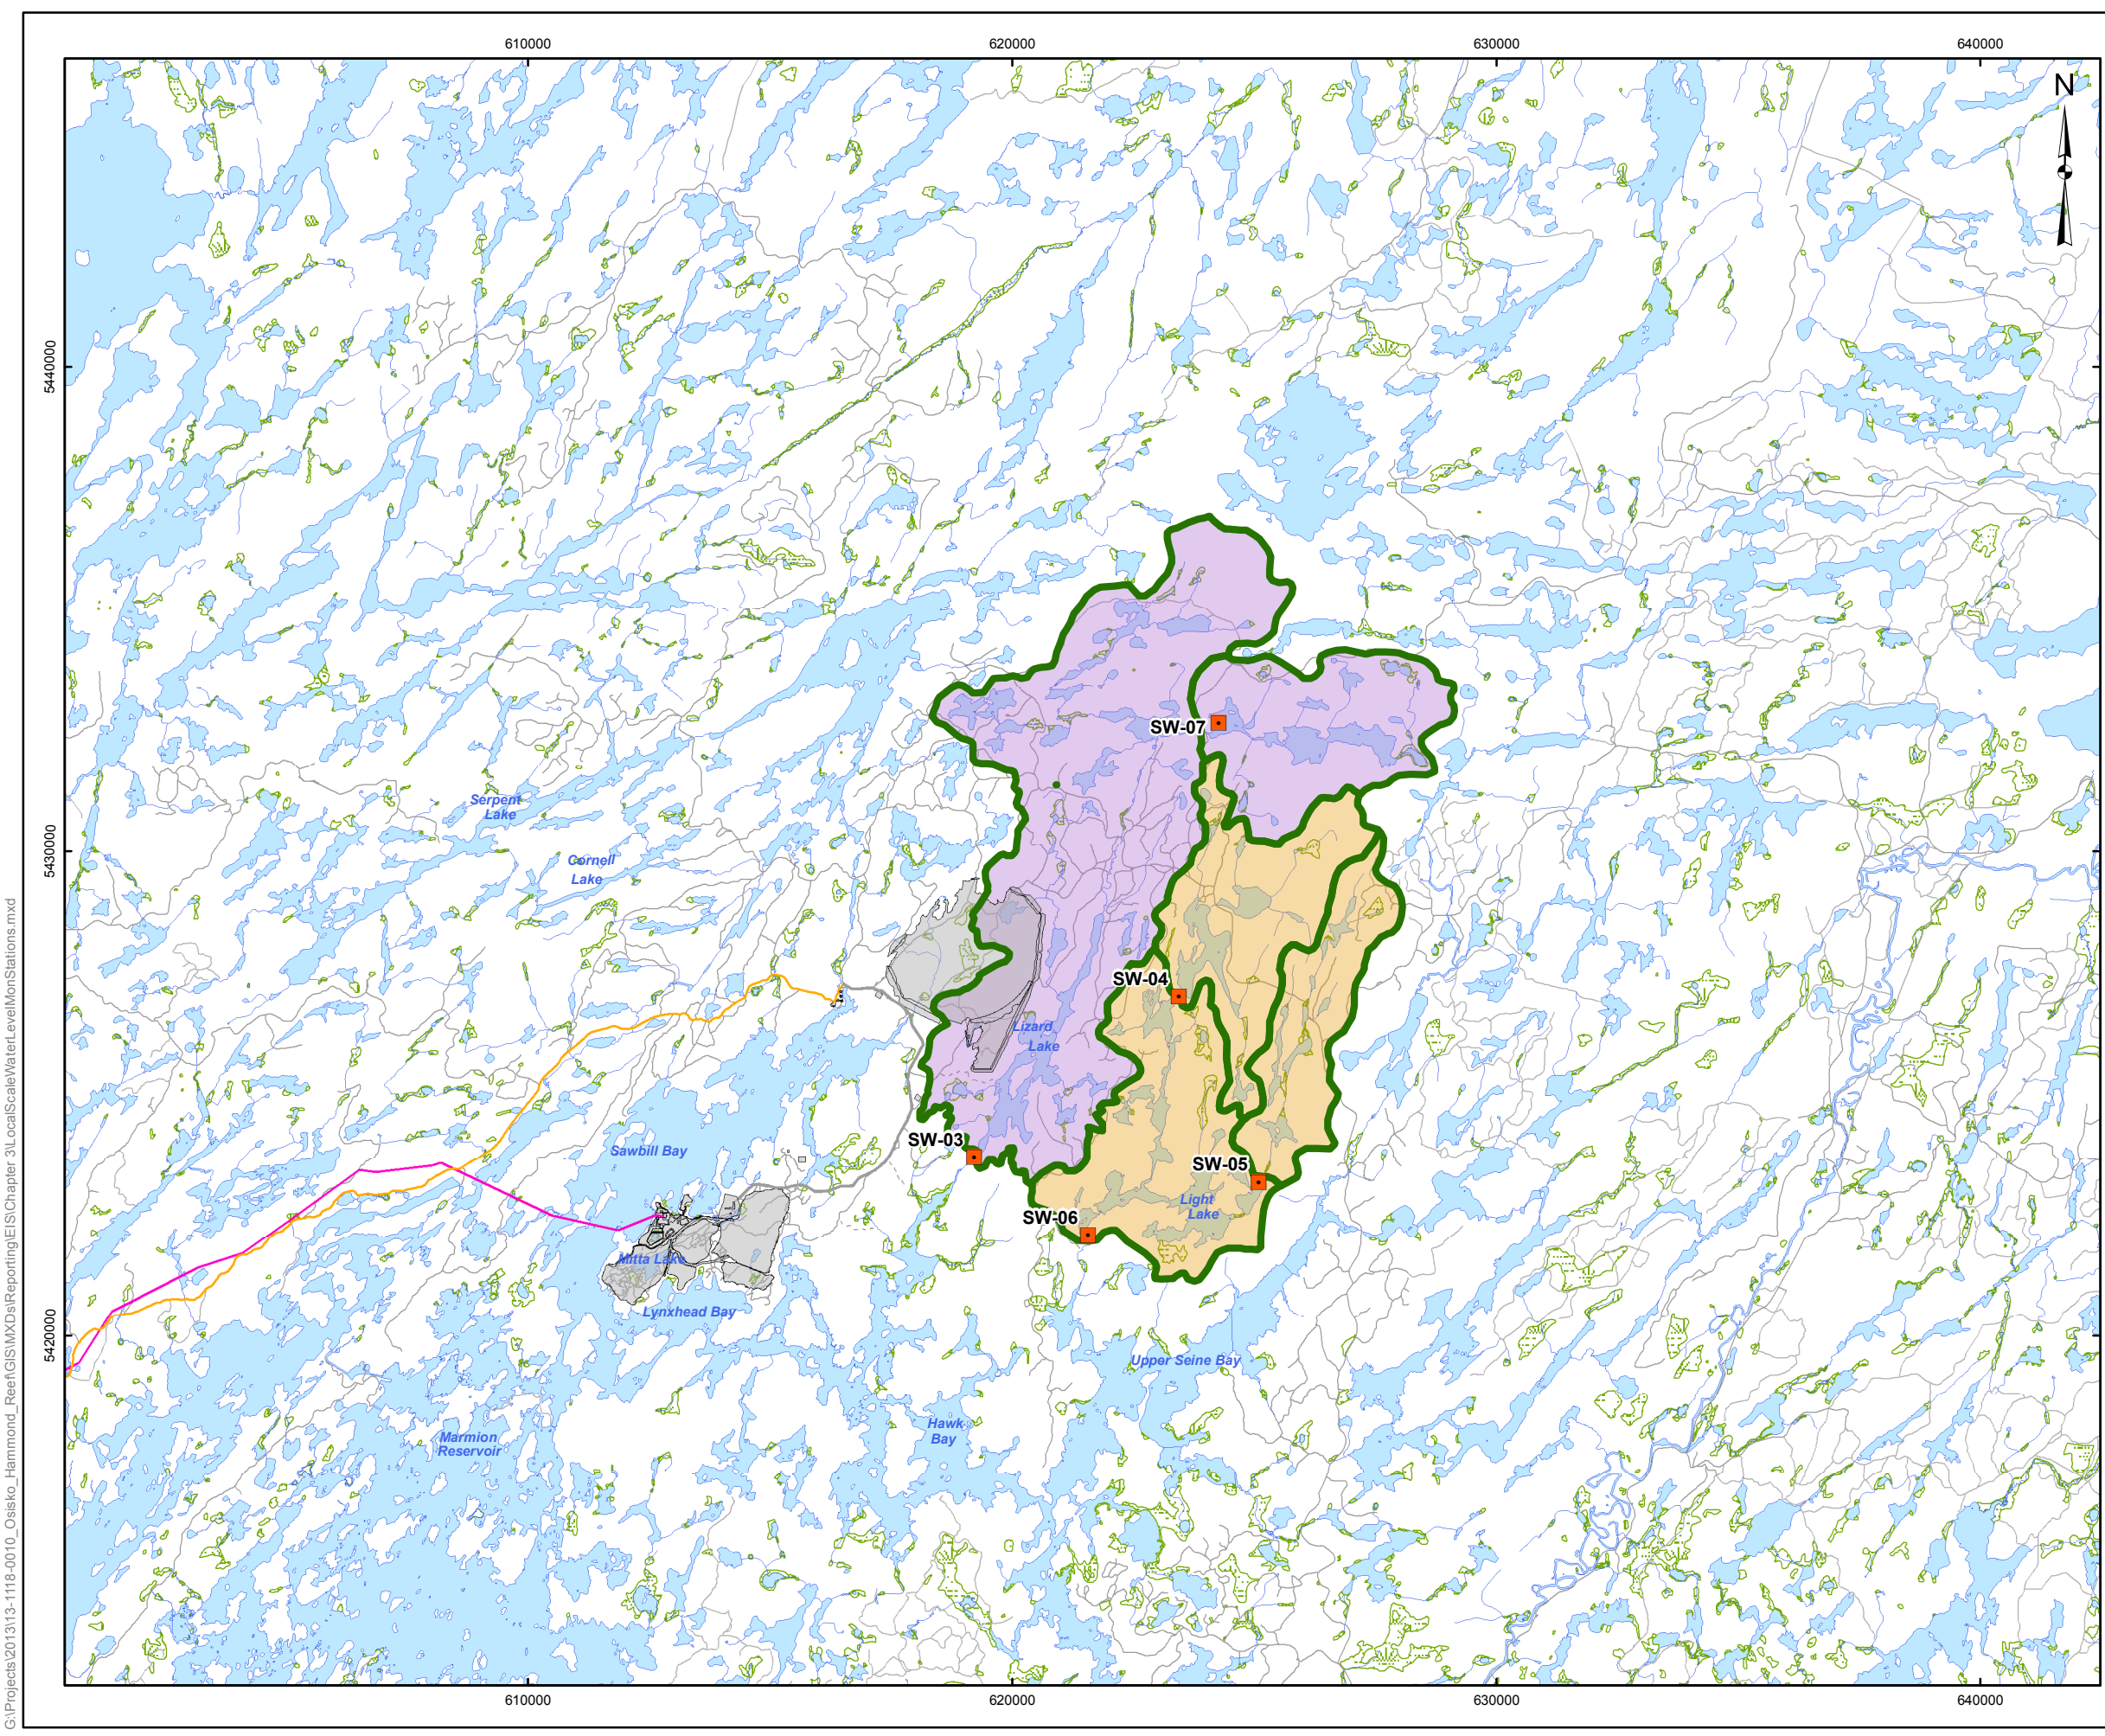 610000
620000
630000
640000
N
5440000
5430000
5420000
SW-07
Serpent
Lake
Cornell
Lake
SW-04
Lizard
Lake
SW-03
Sawbill Bay
SW-05
Light
Lake
SW-06
Mitta Lake
Lynxhead Bay
Upper Seine Bay
Hawk
Bay
Marmion
Reservoir
610000
620000
630000
640000
G:\Projects\2013\13-1118-0010_Osisko_Hammond_Reef\GIS\MXDs\Reporting\EIS\Chapter 3\LocalScaleWaterLevelMonStations.mxd